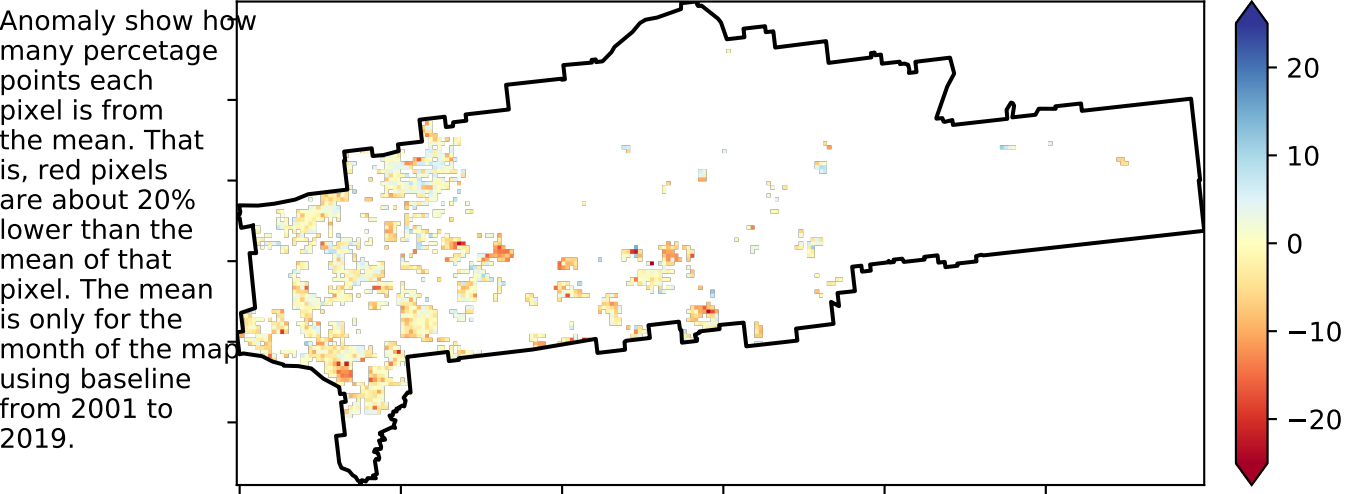 Anomaly show how
many percetage
points each
pixel is from
the mean. That
is, red pixels
are about 20%
lower than the
mean of that
pixel. The mean
is only for the
month of the map
using baseline
from 2001 to
2019.
20
10
0
−10
−20